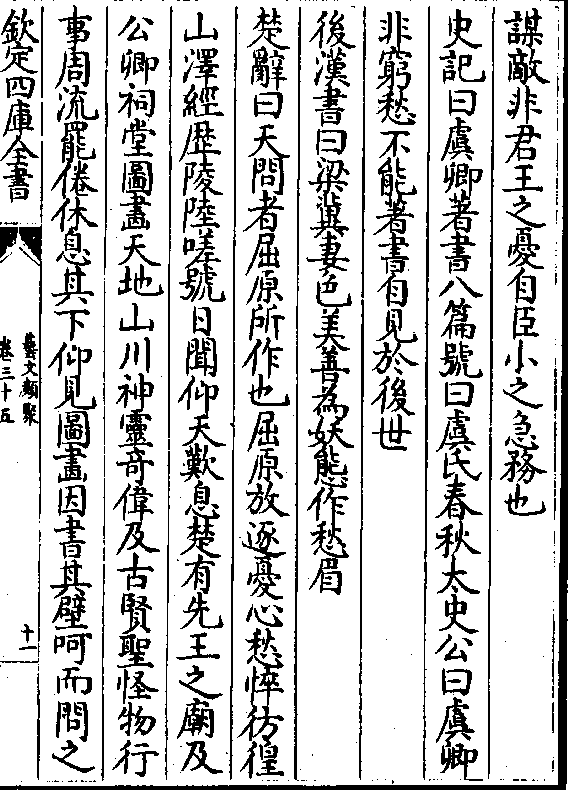 謀敵非君王之憂自臣小之急務也
史記曰虞卿著書八篇號曰虞氏春秋太史公曰虞卿
非窮愁不能著書自見於後世
後漢書曰梁冀妻色美善為妖態作愁眉
楚辭曰天問者屈原所作也屈原放逐憂心愁悴彷徨
山澤經歴陵陸嗟號日聞仰天歎息楚有先王之廟及
公卿祠堂圖畫天地山川神靈奇偉及古賢聖怪物行
事周流罷倦休息其下仰見圖畫因書其壁呵而問之
欽定四庫全書
藝文類聚
卷三十五
十一